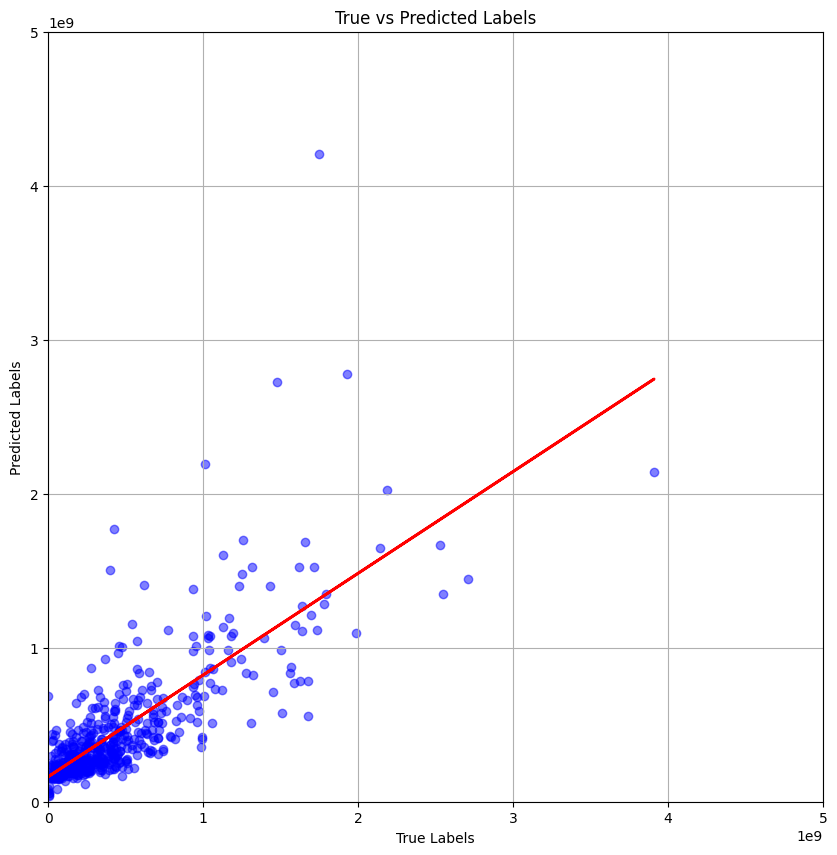 True vs Predicted Labels
1e9
5
4
3
2
1
0
Predicted Labels
0 1 2 3 4 5
True Labels
1e9